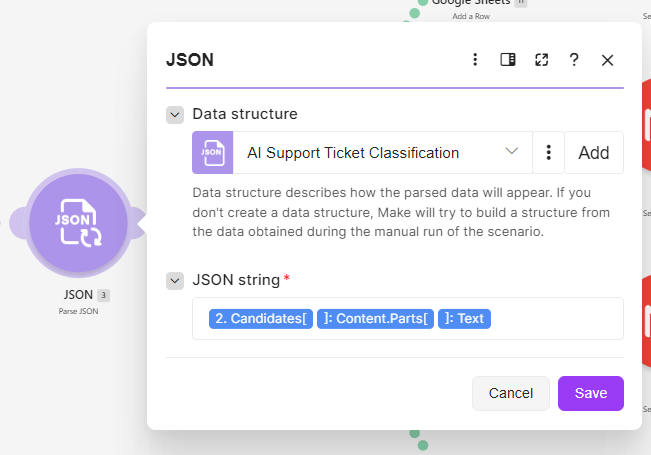 Google Sheets 11
Add a Row
JSON
Data structure
JSON
AI Support Ticket Classification
Add
Data structure describes how the parsed data will appear. If you
don't create a data structure, Make will try to build a structure from
the data obtained during the manual run of the scenario.
JSON
JSON 3
Parse JSON
JSON string*
2. Candidates[ ]: Content.Parts[ ]: Text
Cancel
Save